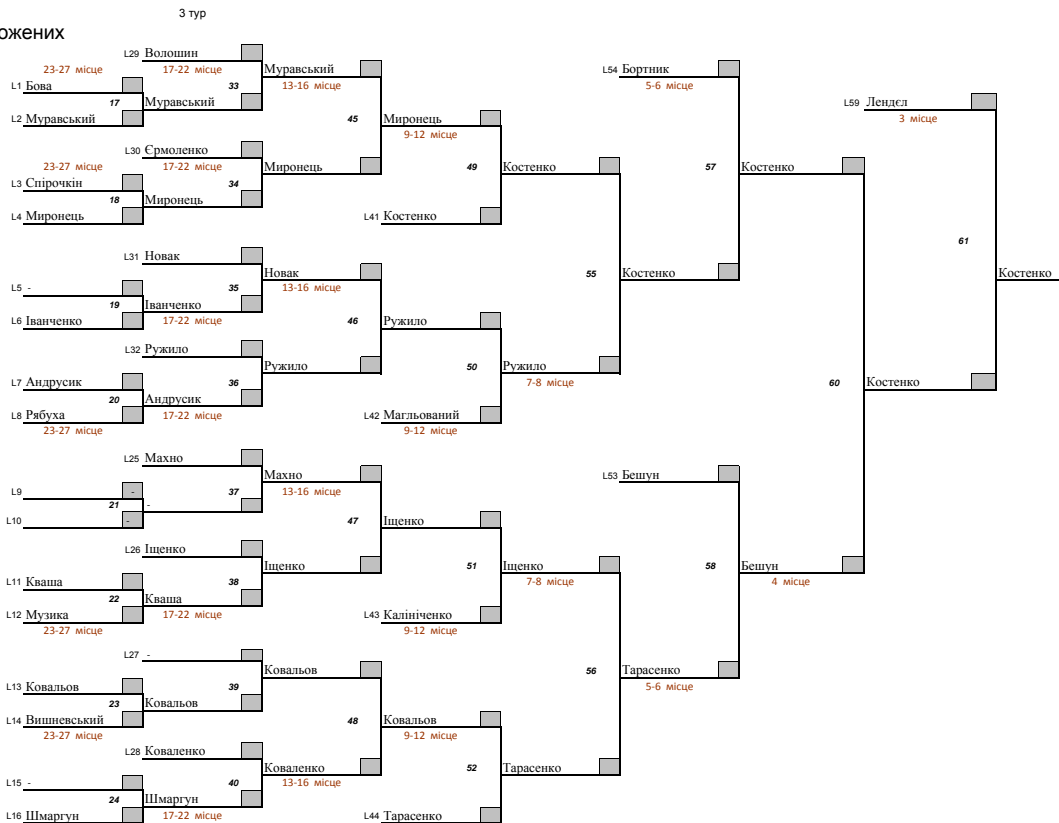 3 тур
ожених
L29 Волошин
23-27 місце 17-22 місце Муравський L54 Бортник
L1 Бова 33 13-16 місце 5-6 місце
17 Муравський L59 Лендєл
L2 Муравський 45 Миронець 3 місце
9-12 місце
L30 Єрмоленко
23-27 місце 17-22 місце Миронець 49 Костенко 57 Костенко
L3 Спірочкін 34
18 Миронець
L4 Миронець L41 Костенко
61
L31 Новак
Новак 55 Костенко Костенко
L5 - 35 13-16 місце
19 Іванченко
L6 Іванченко 17-22 місце 46 Ружило
L32 Ружило
Ружило 50 Ружило
L7 Андрусик 36 7-8 місце 60 Костенко
20 Андрусик
L8 Рябуха 17-22 місце L42 Магльований
23-27 місце 9-12 місце
L25 Махно
Махно L53 Бешун
L9 - 37 13-16 місце
21 -
L10 - 47 Іщенко
L26 Іщенко
Іщенко 51 Іщенко 58 Бешун
L11 Кваша 38 7-8 місце 4 місце
22 Кваша
L12 Музика 17-22 місце L43 Калініченко
23-27 місце 9-12 місце
L27 -
Ковальов 56 Тарасенко
L13 Ковальов 39 5-6 місце
23 Ковальов
L14 Вишневський 48 Ковальов
23-27 місце 9-12 місце
L28 Коваленко
Коваленко 52 Тарасенко
L15 - 40 13-16 місце
24 Шмаргун
L16 Шмаргун 17-22 місце L44 Тарасенко